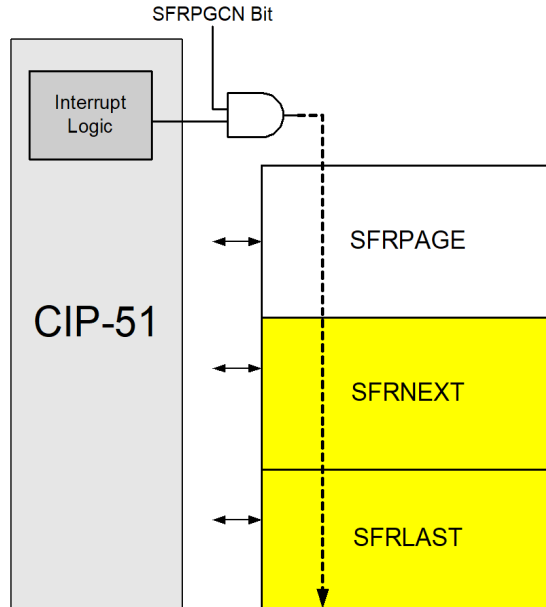 SFRPGCN Bit
Interrupt
Logic
CIP-51
SFRPAGE
SFRNEXT
SFRLAST